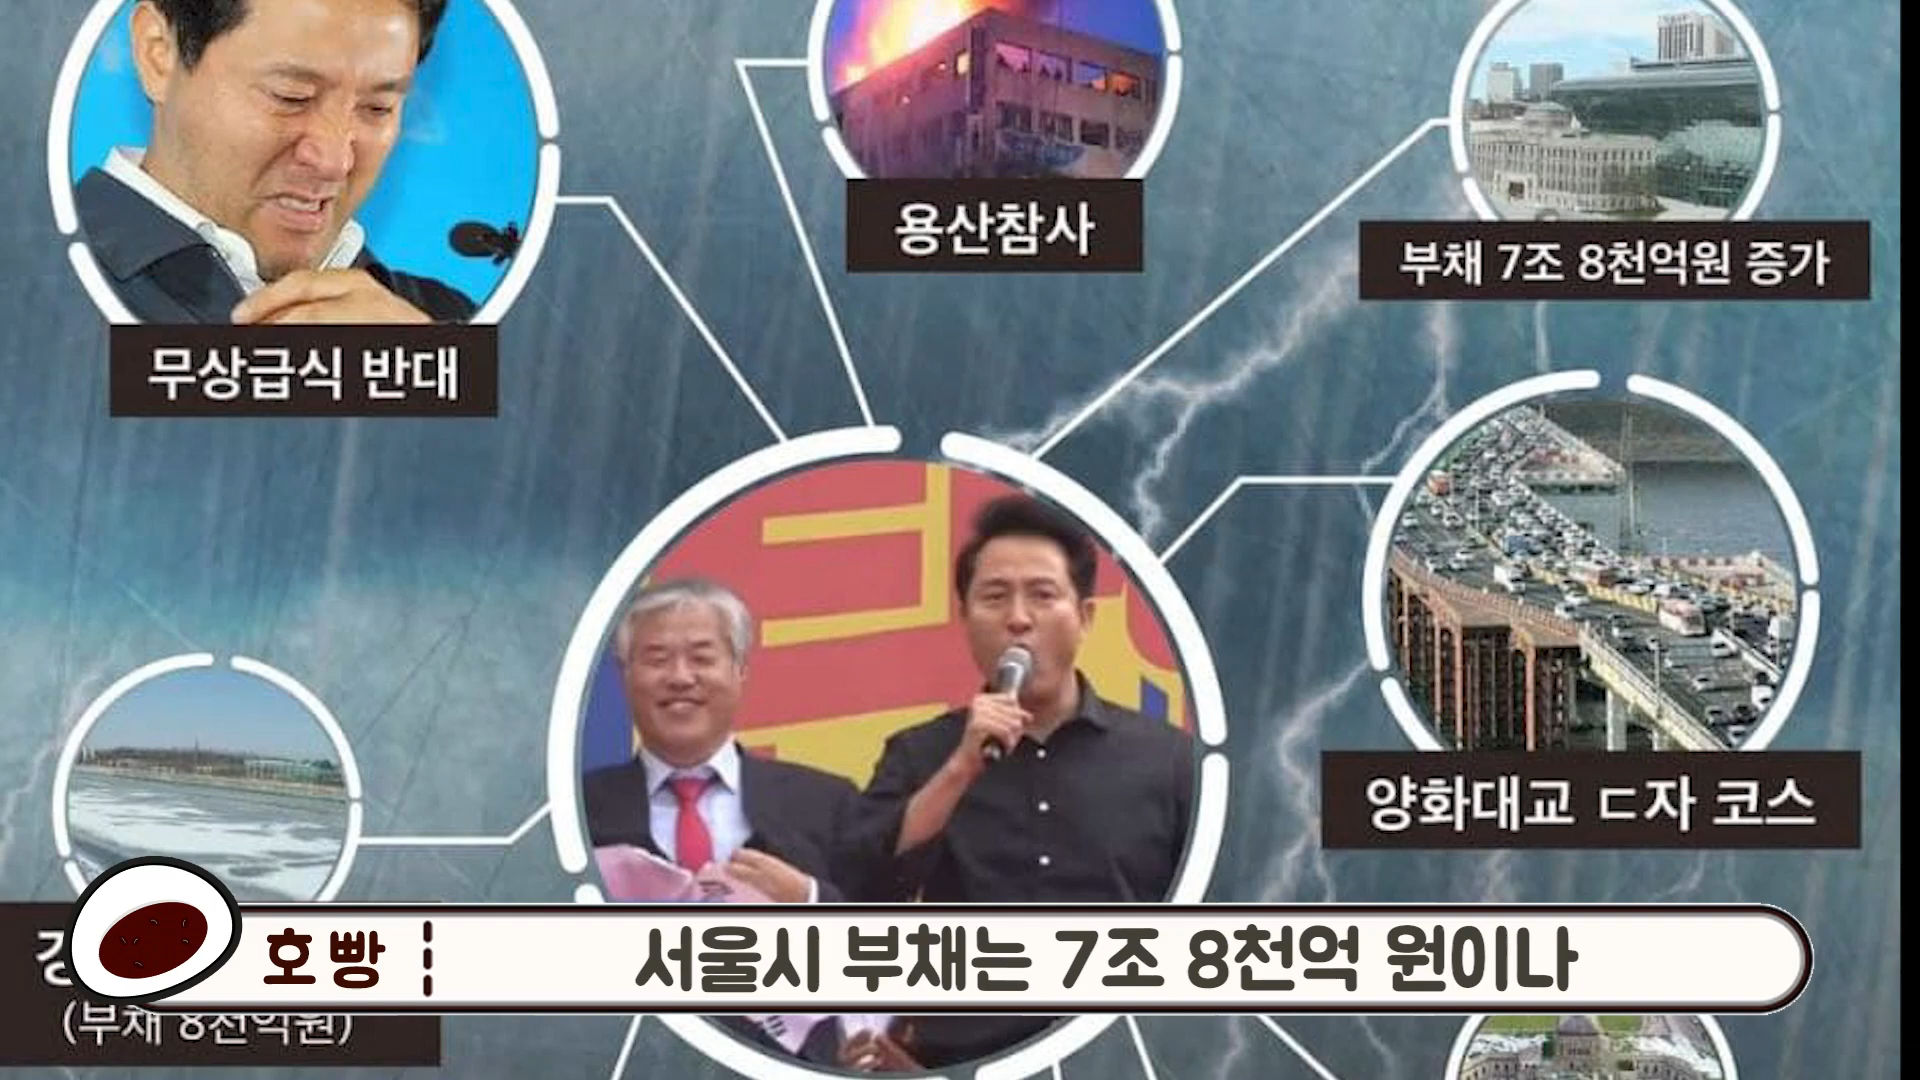 용산참사
부채 7조 8천억원 증가
무상급식 반대
양화대교 ㄷ자 코스
호빵
서울시 부채는 7조 8천억 원이나
(부채 8천억원)